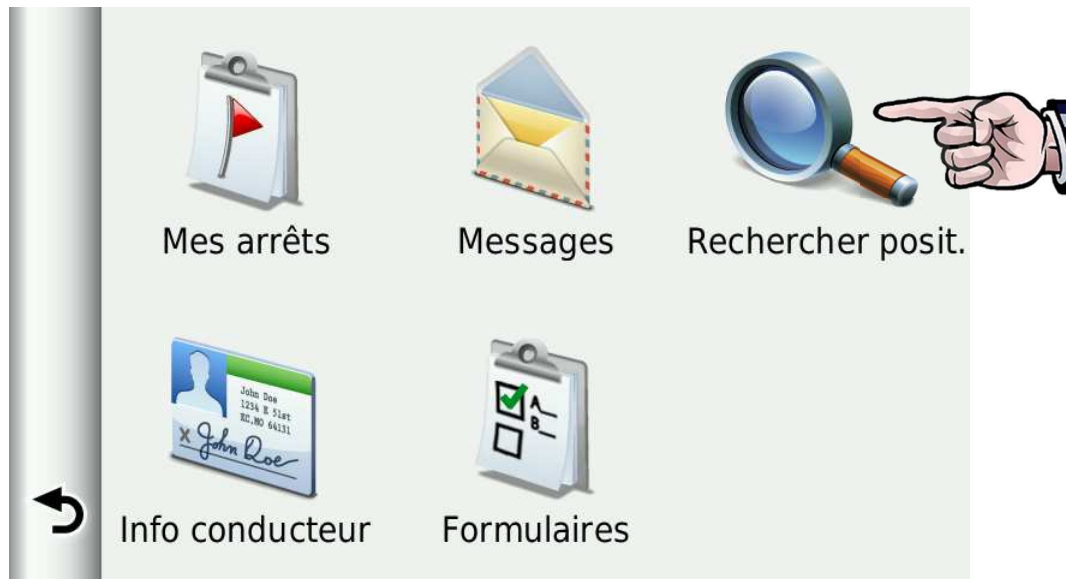 Mes arrêts
Messages
Rechercher posit.
John Doe
1234 E 51st
KC,MO 64131
x John Doe
A
B
Info conducteur
Formulaires